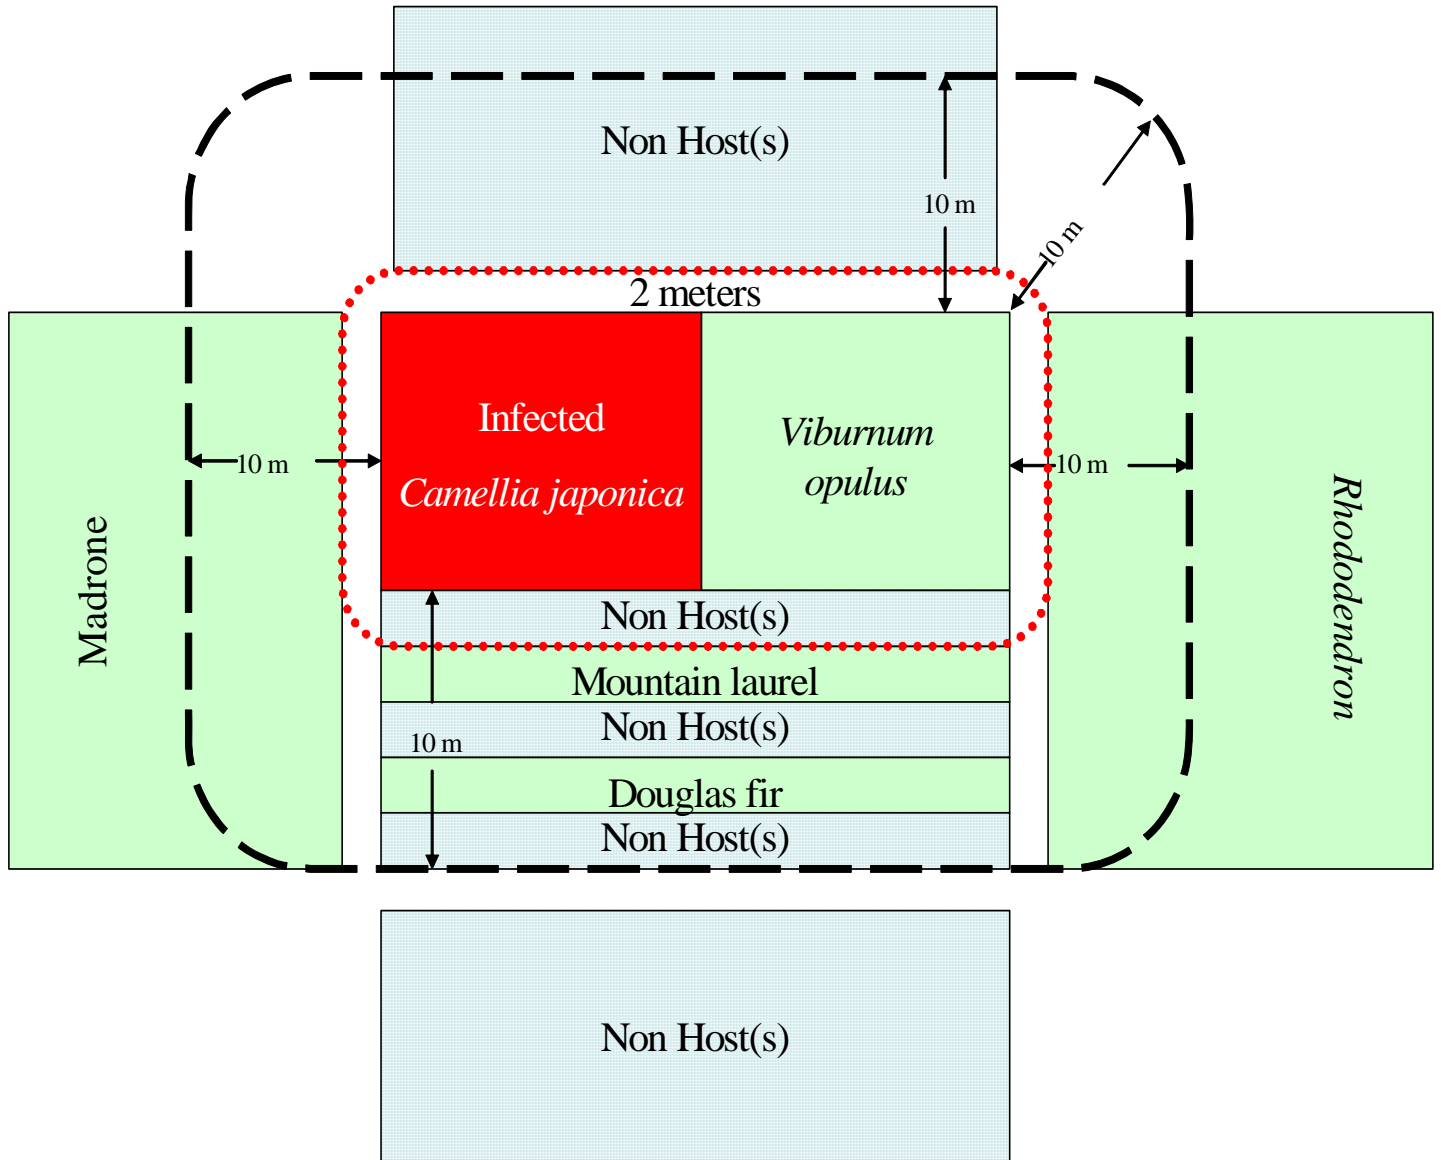 Non Host(s)
10 m
10 m
2 meters
Infected
Camellia japonica
Viburnum
opulus
10 m
10 m
Madrone
Rhododendron
Non Host(s)
Mountain laurel
Non Host(s)
10 m
Douglas fir
Non Host(s)
Non Host(s)